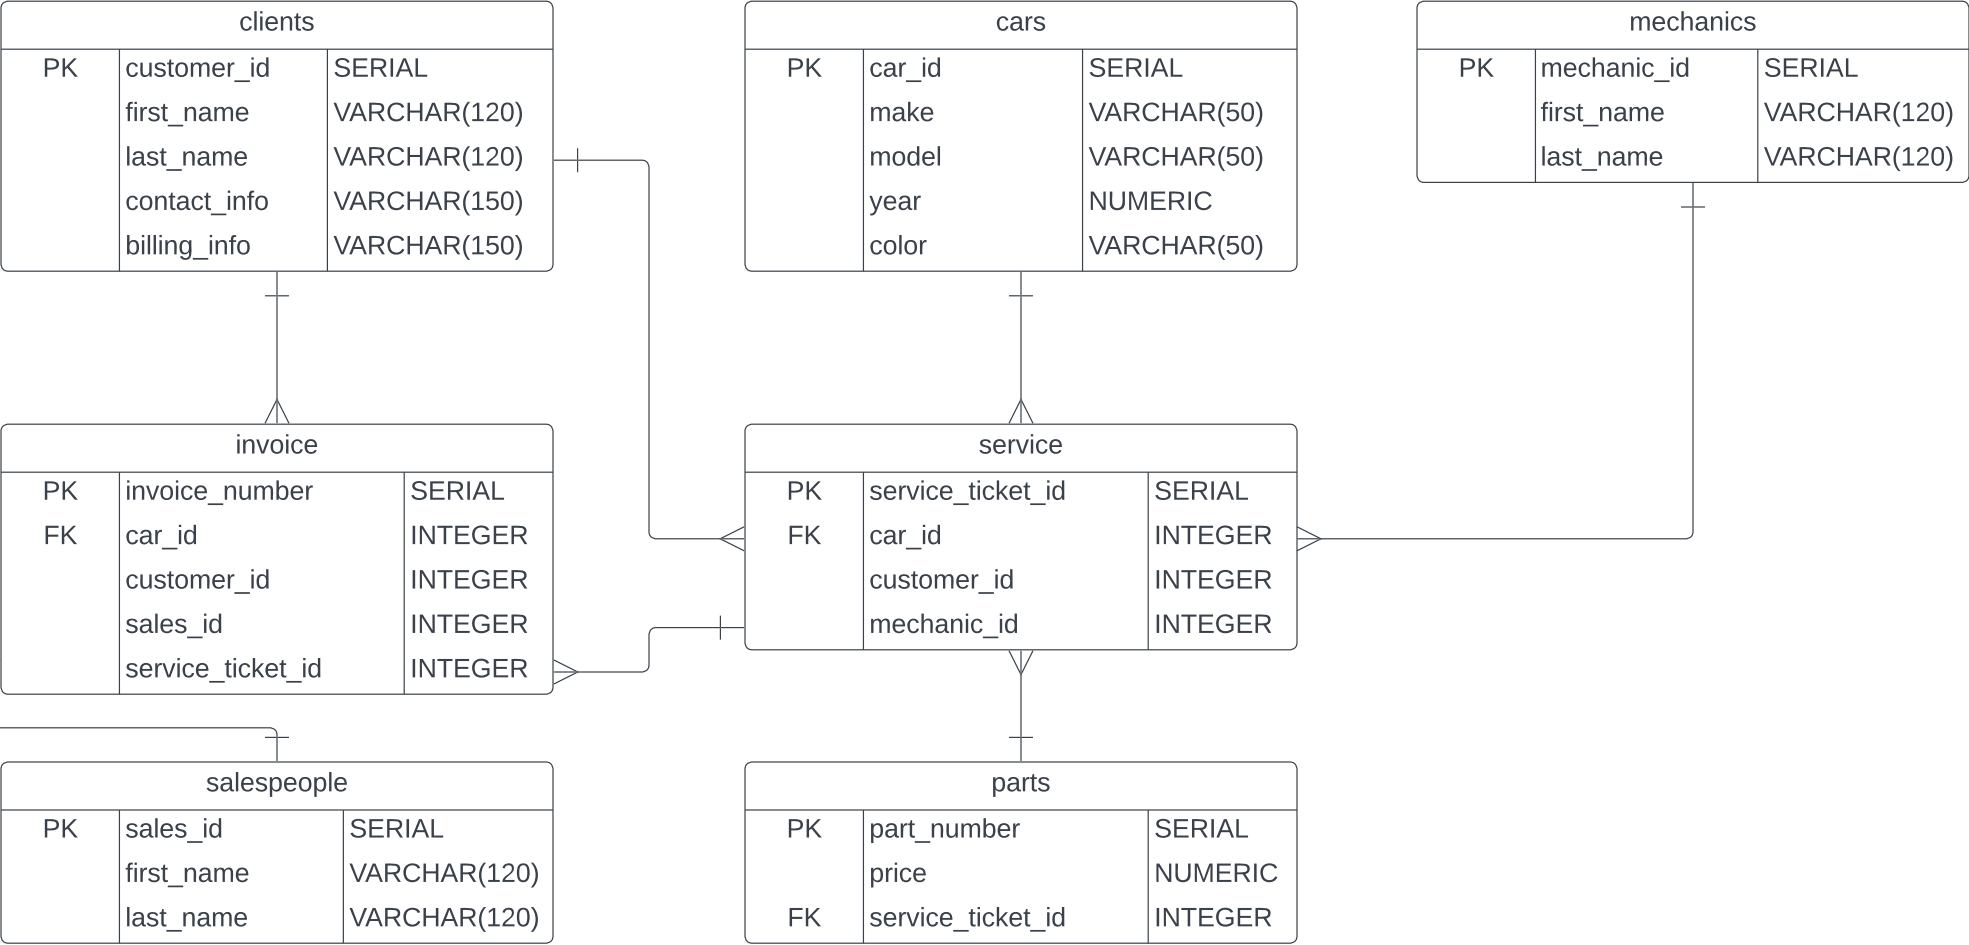 clients
PK customer_id SERIAL
first_name VARCHAR(120)
last_name VARCHAR(120)
contact_info VARCHAR(150)
billing_info VARCHAR(150)
cars
PK car_id SERIAL
make VARCHAR(50)
model VARCHAR(50)
year NUMERIC
color VARCHAR(50)
mechanics
PK mechanic_id SERIAL
first_name VARCHAR(120)
last_name VARCHAR(120)
invoice
PK invoice_number SERIAL
FK car_id INTEGER
customer_id INTEGER
sales_id INTEGER
service_ticket_id INTEGER
service
PK service_ticket_id SERIAL
FK car_id INTEGER
customer_id INTEGER
mechanic_id INTEGER
salespeople
PK sales_id SERIAL
first_name VARCHAR(120)
last_name VARCHAR(120)
parts
PK part_number SERIAL
price NUMERIC
FK service_ticket_id INTEGER